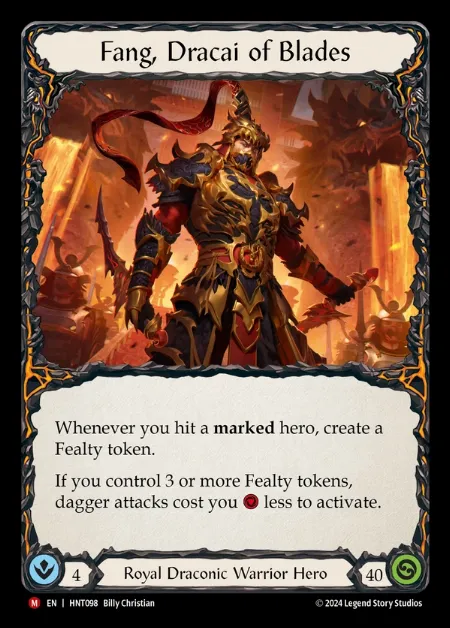 Fang, Dracai of Blades
Whenever you hit a marked hero, create a
Fealty token.
If you control 3 or more Fealty tokens,
dagger attacks cost you less to activate.
4 Royal Draconic Warrior Hero 40
M EN | HNT098 Billy Christian © 2024 Legend Story Studios